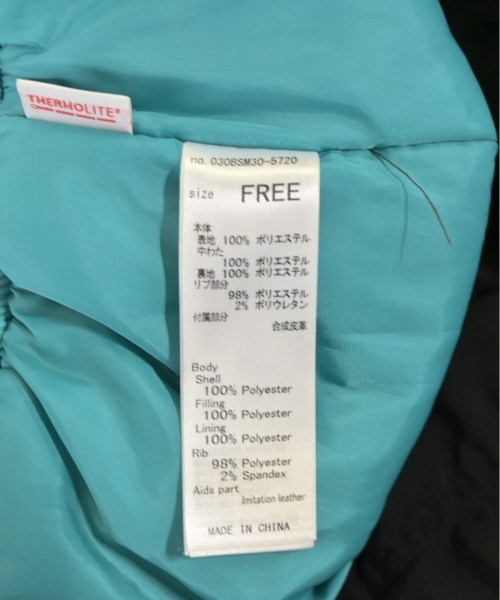 THERMOLITE®
no. 030BSM30-5720
size FREE
本体
表地 100% ポリエステル
中わた
100% ポリエステル
裏地 100% ポリエステル
リブ部分
98% ポリエステル
2% ポリウレタン
付属部分
合成皮革
Body
Shell
100% Polyester
Filling
100% Polyester
Lining
100% Polyester
Rib
98% Polyester
2% Spandex
Aids part
Imitation leather
MADE IN CHINA